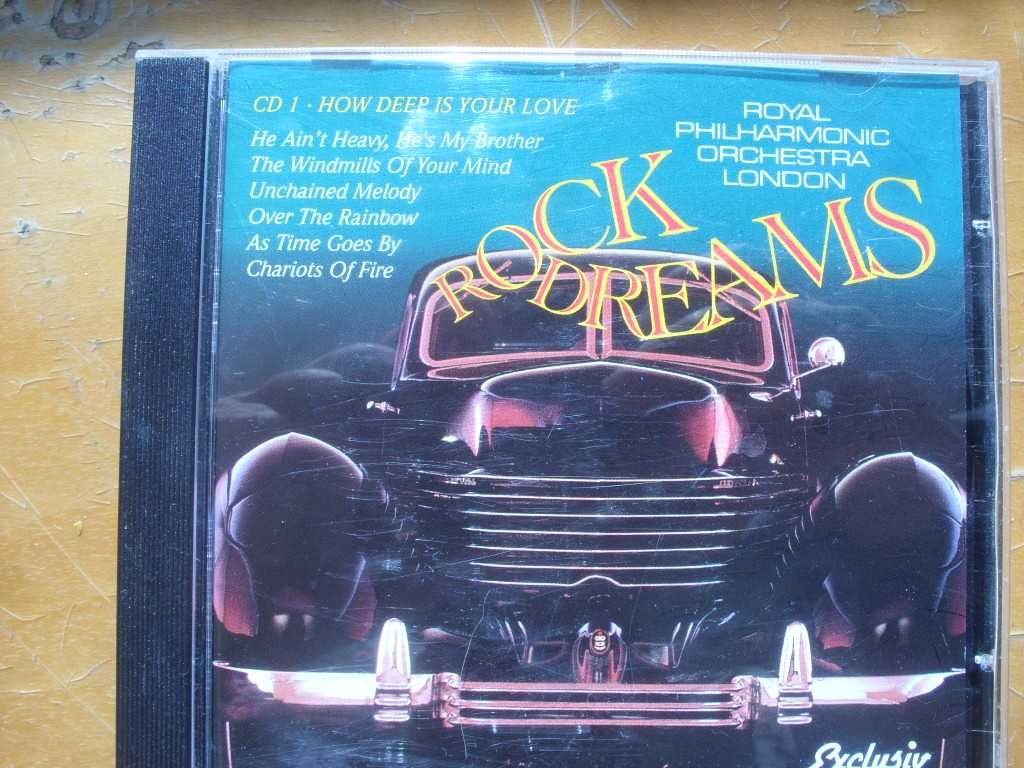 CD 1 · HOW DEEP IS YOUR LOVE
He Ain't Heavy, He's My Brother
The Windmills Of Your Mind
Unchained Melody
Over The Rainbow
As Time Goes By
Chariots Of Fire
ROYAL
PHILHARMONIC
ORCHESTRA
LONDON
ROCK
DREAMS
Exclusiv